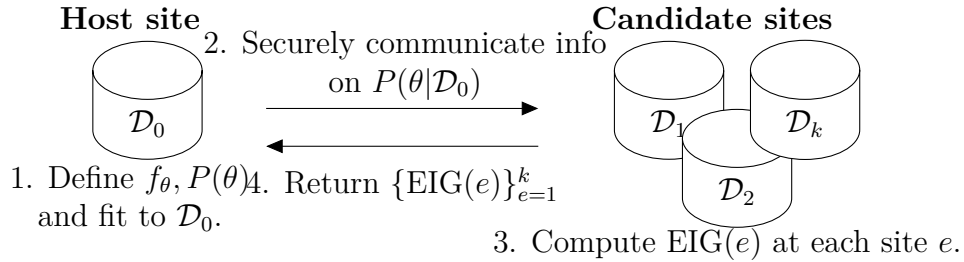 Host site
Candidate sites
2. Securely communicate info
on P(θ|𝒟₀)
𝒟₀
𝒟₁
𝒟ₖ
𝒟₂
1. Define f_θ, P(θ)
and fit to 𝒟₀.
4. Return {EIG(e)}ᵏₑ₌₁
3. Compute EIG(e) at each site e.